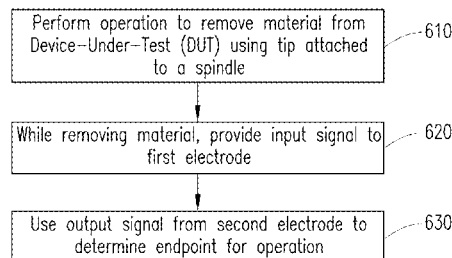 Perform operation to remove material from
Device-Under-Test (DUT) using tip attached
to a spindle
610
While removing material, provide input signal to
first electrode
620
Use output signal from second electrode to
determine endpoint for operation
630